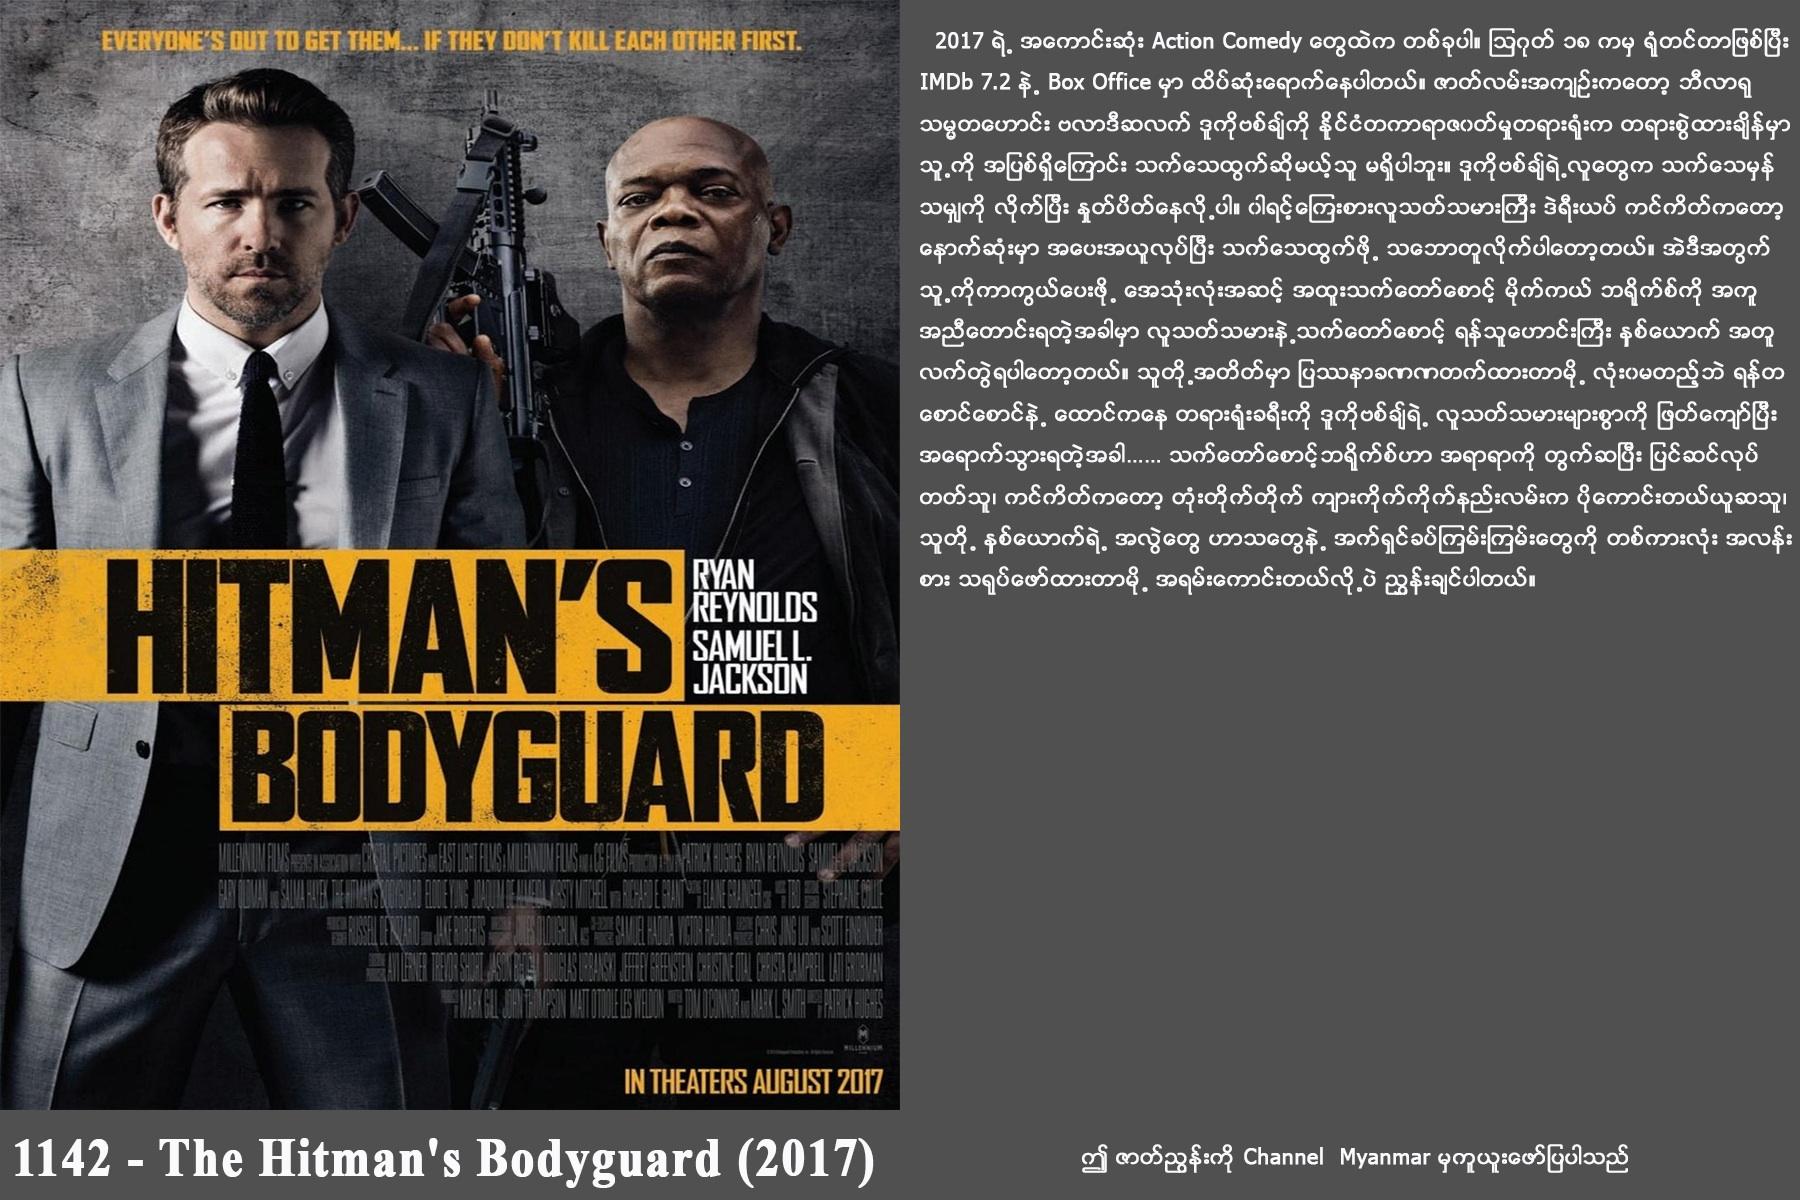 EVERYONE'S OUT TO GET THEM... IF THEY DON'T KILL EACH OTHER FIRST.
HITMAN'S
RYAN
REYNOLDS
SAMUEL L.
JACKSON
BODYGUARD
IN THEATERS AUGUST 2017
1142 - The Hitman's Bodyguard (2017)
2017 ရဲ့ အကောင်းဆုံး Action Comedy တွေထဲက တစ်ခုပါ။ ဩဂုတ် ၁၈ ကမှ ရုံတင်တာဖြစ်ပြီး
IMDb 7.2 နဲ့ Box Office မှာ ထိပ်ဆုံးရောက်နေပါတယ်။ ဇာတ်လမ်းအကျဉ်းကတော့ ဘီလာရု
သမ္မတဟောင်း ဗလာဒီဆလက် ဒူကိုဗစ်ချ်ကို နိုင်ငံတကာရာဇဝတ်မှုတရားရုံးက တရားစွဲထားချိန်မှာ
သူ့ကို အပြစ်ရှိကြောင်း သက်သေထွက်ဆိုမယ့်သူ မရှိပါဘူး။ ဒူကိုဗစ်ချ်ရဲ့လူတွေက သက်သေမှန်
သမျှကို လိုက်ပြီး နှုတ်ပိတ်နေလို့ပါ။ ဝါရင့်ကြေးစားလူသတ်သမားကြီး ဒဲရီးယပ် ကင်ကိတ်ကတော့
နောက်ဆုံးမှာ အပေးအယူလုပ်ပြီး သက်သေထွက်ဖို့ သဘောတူလိုက်ပါတော့တယ်။ အဲဒီအတွက်
သူ့ကိုကာကွယ်ပေးဖို့ အေသုံးလုံးအဆင့် အထူးသက်တော်စောင့် မိုက်ကယ် ဘရိုက်စ်ကို အကူ
အညီတောင်းရတဲ့အခါမှာ လူသတ်သမားနဲ့သက်တော်စောင့် ရန်သူဟောင်းကြီး နှစ်ယောက် အတူ
လက်တွဲရပါတော့တယ်။ သူတို့အတိတ်မှာ ပြဿနာခဏဏတက်ထားတာမို့ လုံးဝမတည့်ဘဲ ရန်တ
စောင်စောင်နဲ့ ထောင်ကနေ တရားရုံးခရီးကို ဒူကိုဗစ်ချ်ရဲ့ လူသတ်သမားများစွာကို ဖြတ်ကျော်ပြီး
အရောက်သွားရတဲ့အခါ...... သက်တော်စောင့်ဘရိုက်စ်ဟာ အရာရာကို တွက်ဆပြီး ပြင်ဆင်လုပ်
တတ်သူ၊ ကင်ကိတ်ကတော့ တုံးတိုက်တိုက် ကျားကိုက်ကိုက်နည်းလမ်းက ပိုကောင်းတယ်ယူဆသူ၊
သူတို့ နှစ်ယောက်ရဲ့ အလွဲတွေ ဟာသတွေနဲ့ အက်ရှင်ခပ်ကြမ်းကြမ်းတွေကို တစ်ကားလုံး အလန်း
စား သရုပ်ဖော်ထားတာမို့ အရမ်းကောင်းတယ်လို့ပဲ ညွှန်းချင်ပါတယ်။
ဤ ဇာတ်ညွှန်းကို Channel Myanmar မှကူယူးဖော်ပြပါသည်